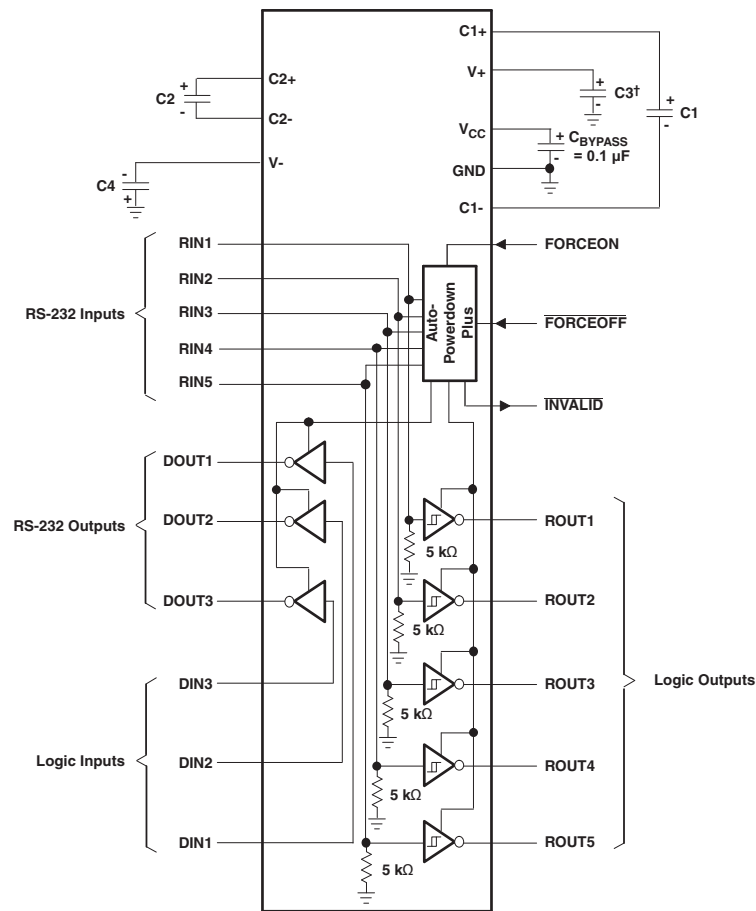 C1+
C2+
V+
C2
+
-
+
-
C3†
+
-
C1
C2-
VCC
+
-
CBYPASS
= 0.1 µF
V-
GND
C4
-
+
C1-
RIN1
FORCEON
RIN2
RS-232 Inputs
RIN3
Auto-
Powerdown
Plus
FORCEOFF
RIN4
RIN5
INVALID
DOUT1
RS-232 Outputs
DOUT2
ROUT1
5 kΩ
DOUT3
ROUT2
5 kΩ
DIN3
ROUT3
Logic Outputs
5 kΩ
Logic Inputs
DIN2
ROUT4
5 kΩ
DIN1
ROUT5
5 kΩ